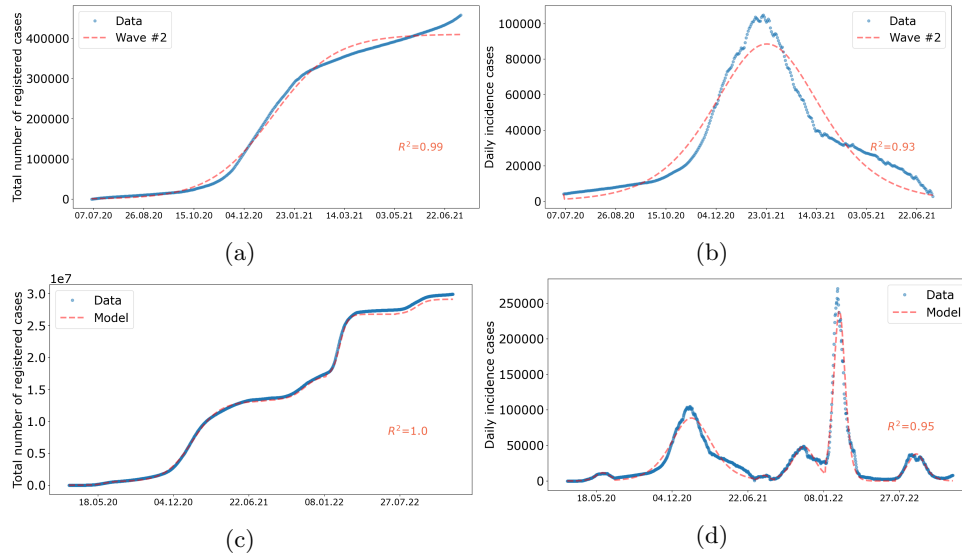 Total number of registered cases
400000
300000
200000
100000
0
Data
Wave #2
R²=0.99
07.07.20 26.08.20 15.10.20 04.12.20 23.01.21 14.03.21 03.05.21 22.06.21
(a)
Daily incidence cases
100000
80000
60000
40000
20000
0
Data
Wave #2
R²=0.93
07.07.20 26.08.20 15.10.20 04.12.20 23.01.21 14.03.21 03.05.21 22.06.21
(b)
Total number of registered cases
1e7
3.0
2.5
2.0
1.5
1.0
0.5
0.0
Data
Model
R²=1.0
18.05.20 04.12.20 22.06.21 08.01.22 27.07.22
(c)
Daily incidence cases
250000
200000
150000
100000
50000
0
Data
Model
R²=0.95
18.05.20 04.12.20 22.06.21 08.01.22 27.07.22
(d)